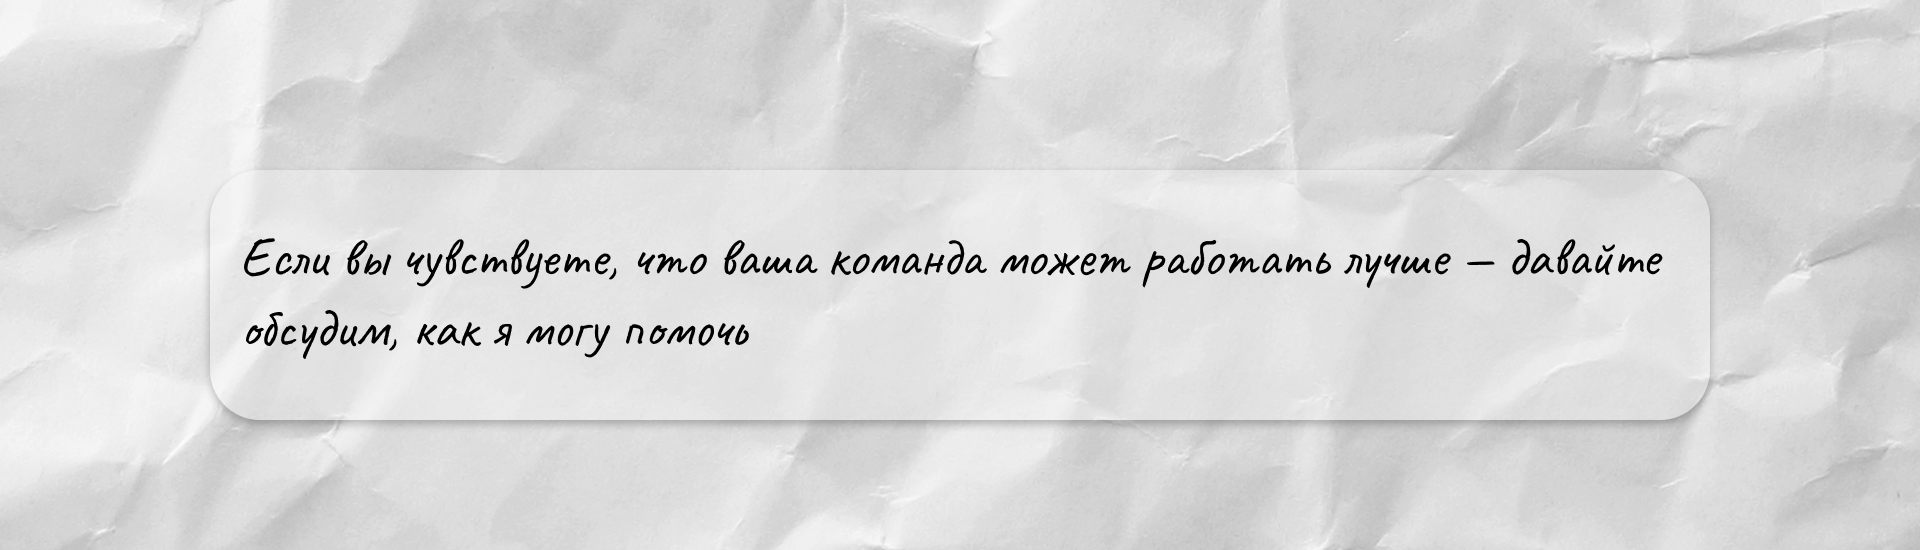 Если вы чувствуете, что ваша команда может работать лучше — давайте
обсудим, как я могу помочь